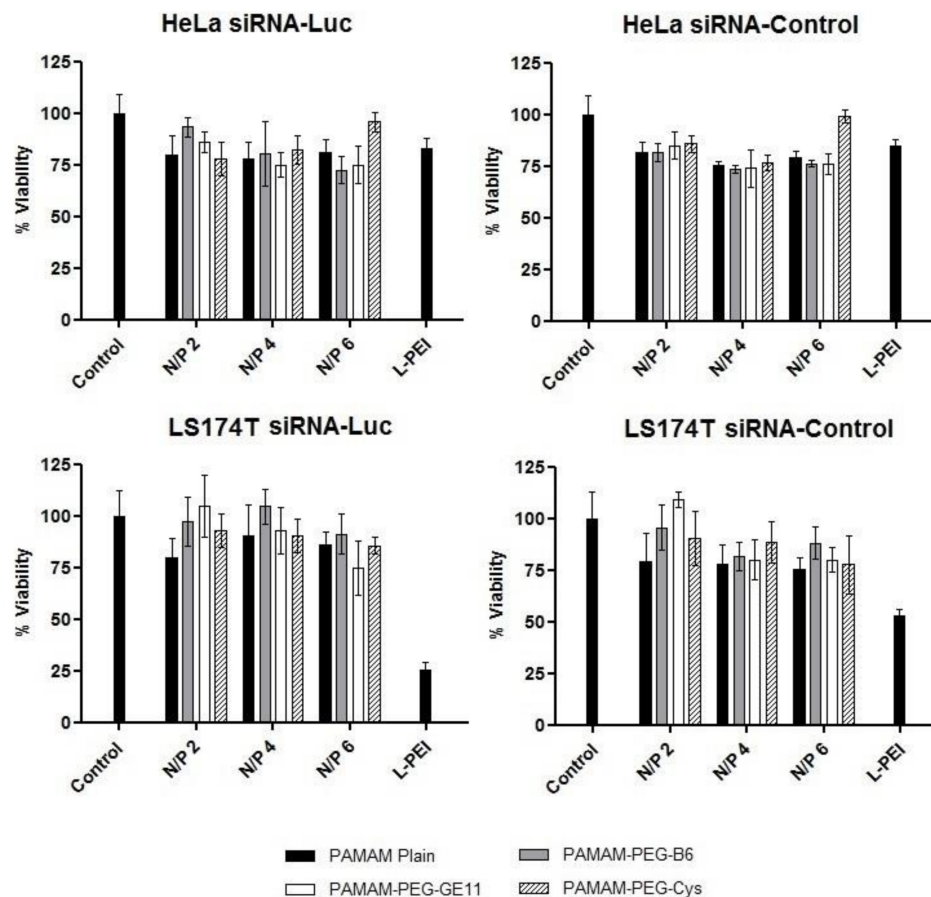 HeLa siRNA-Luc
125
100
75
50
25
0
% Viability
Control
N/P 2
N/P 4
N/P 6
L-PEI
HeLa siRNA-Control
125
100
75
50
25
0
% Viability
Control
N/P 2
N/P 4
N/P 6
L-PEI
LS174T siRNA-Luc
125
100
75
50
25
0
% Viability
Control
N/P 2
N/P 4
N/P 6
L-PEI
LS174T siRNA-Control
125
100
75
50
25
0
% Viability
Control
N/P 2
N/P 4
N/P 6
L-PEI
PAMAM Plain
PAMAM-PEG-B6
PAMAM-PEG-GE11
PAMAM-PEG-Cys